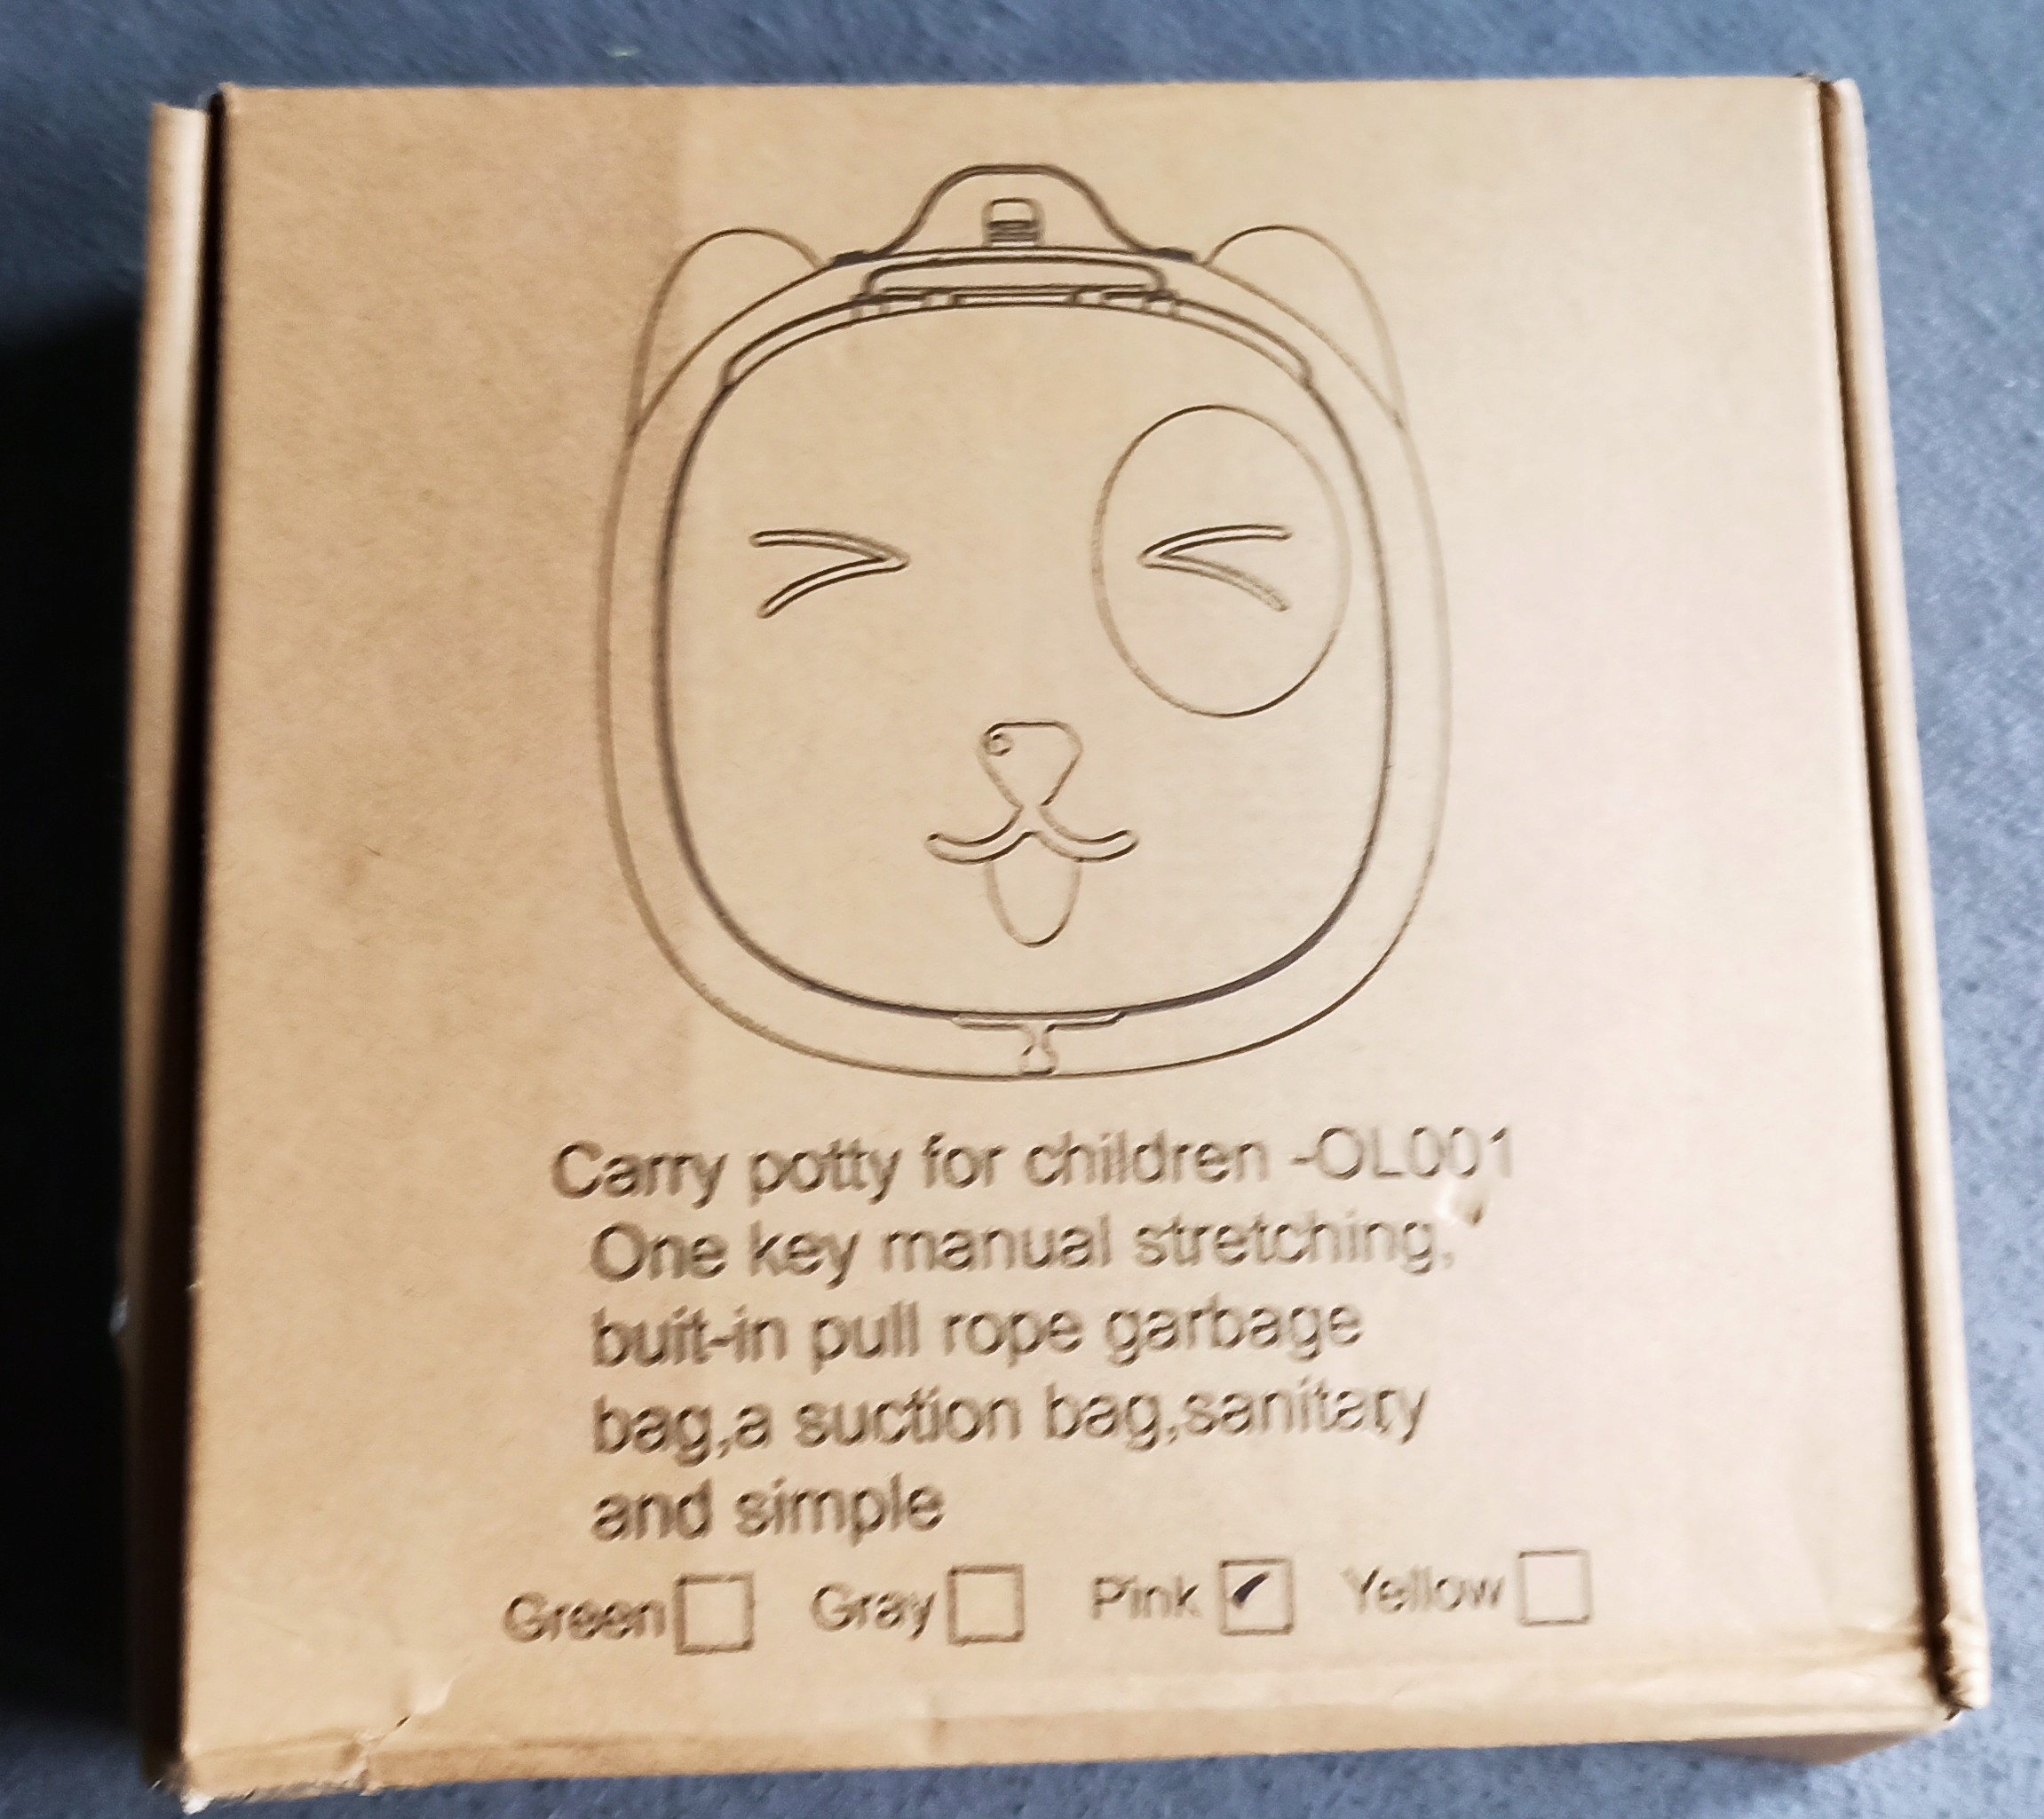 Carry potty for children -OL001
One key manual stretching,
buit-in pull rope garbage
bag,a suction bag,sanitary
and simple
Green Gray Pink Yellow